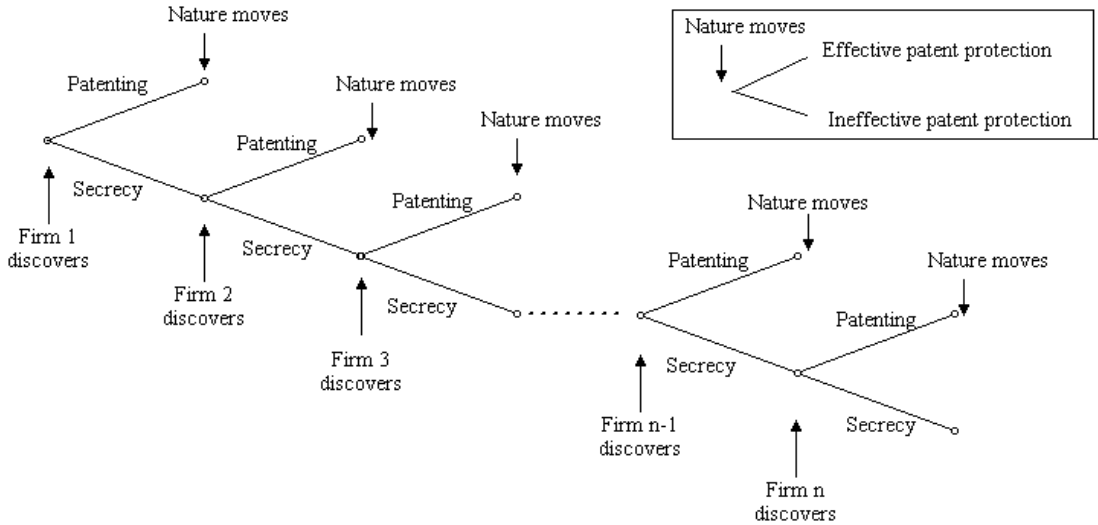 Nature moves
Nature moves
Effective patent protection
Patenting
Nature moves
Nature moves
Ineffective patent protection
Patenting
Secrecy
Patenting
Nature moves
Firm 1
discovers
Secrecy
Patenting
Nature moves
Firm 2
discovers
Secrecy
Patenting
Firm 3
discovers
Secrecy
Firm n-1
discovers
Secrecy
Firm n
discovers